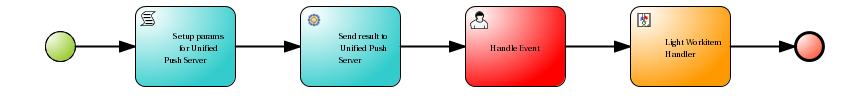 Setup params
for Unified
Push Server
Send result to
Unified Push
Server
Handle Event
Light Workitem
Handler